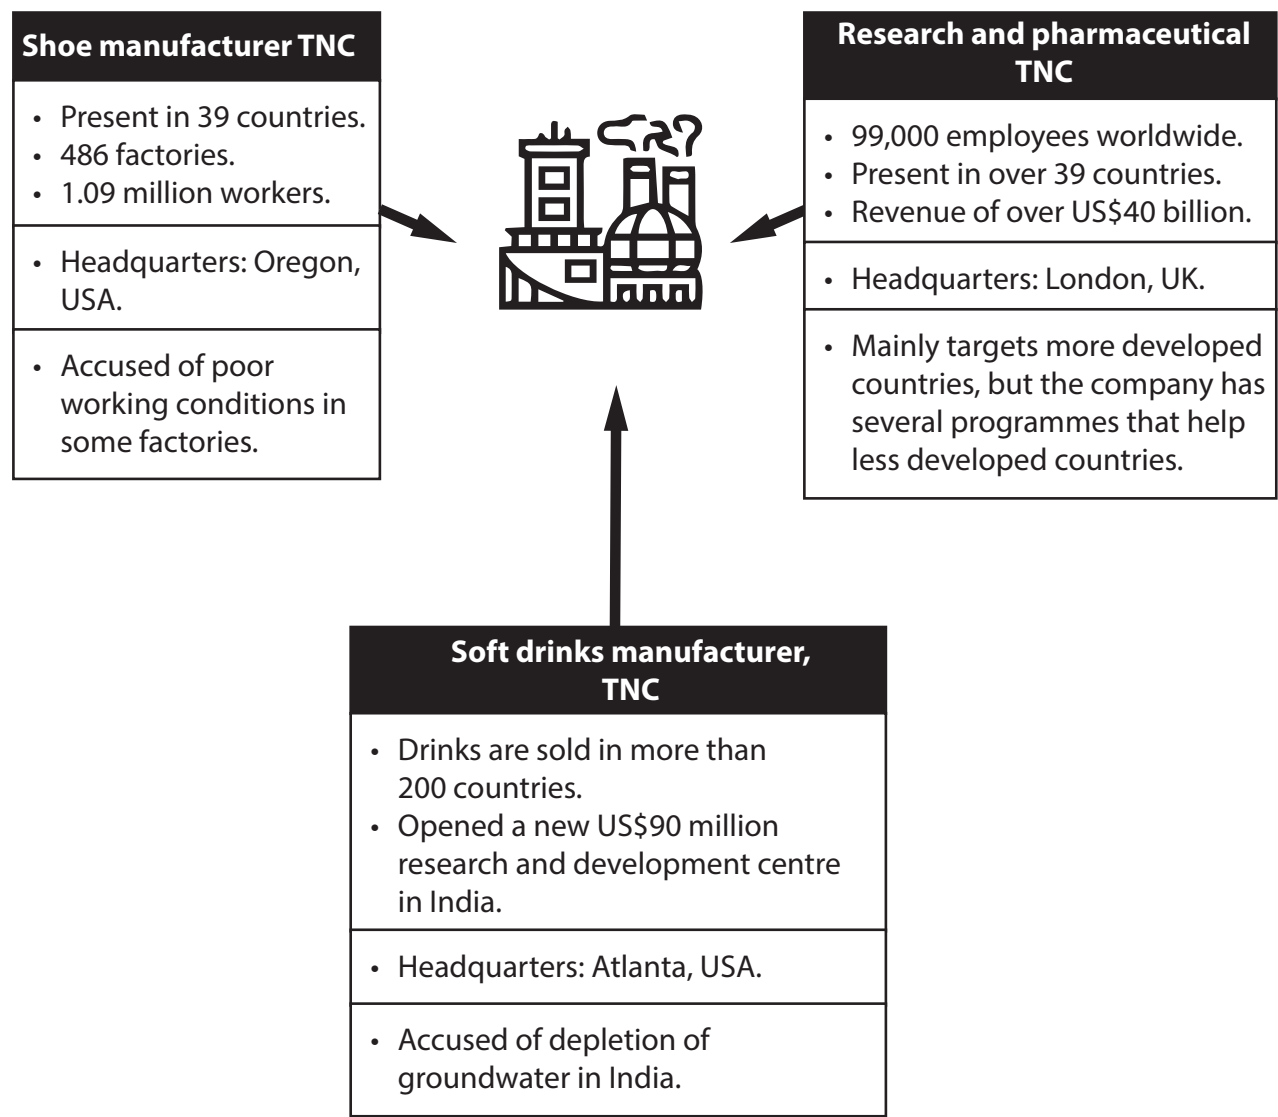 Shoe manufacturer TNC
• Present in 39 countries.
• 486 factories.
• 1.09 million workers.
• Headquarters: Oregon,
USA.
• Accused of poor
working conditions in
some factories.
Research and pharmaceutical
TNC
• 99,000 employees worldwide.
• Present in over 39 countries.
• Revenue of over US$40 billion.
• Headquarters: London, UK.
• Mainly targets more developed
countries, but the company has
several programmes that help
less developed countries.
Soft drinks manufacturer,
TNC
• Drinks are sold in more than
200 countries.
• Opened a new US$90 million
research and development centre
in India.
• Headquarters: Atlanta, USA.
• Accused of depletion of
groundwater in India.